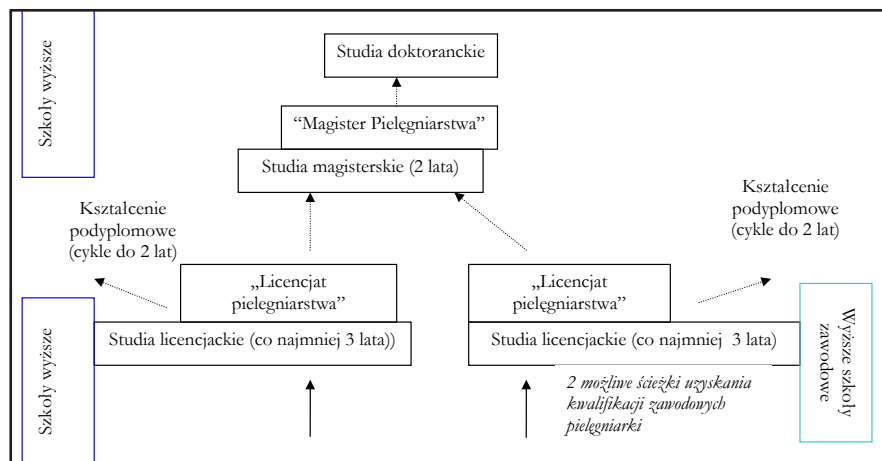 Szkoły wyższe
Studia doktoranckie
“Magister Pielęgniarstwa”
Studia magisterskie (2 lata)
Kształcenie
podyplomowe
(cykle do 2 lat)
Kształcenie
podyplomowe
(cykle do 2 lat)
„Licencjat
pielegniarstwa”
„Licencjat
pielęgniarstwa”
Szkoły wyższe
Studia licencjackie (co najmniej 3 lata))
Studia licencjackie (co najmniej 3 lata)
Wyższe szkoły
zawodowe
2 możliwe ścieżki uzyskania
kwalifikacji zawodonych
pielęgniarki